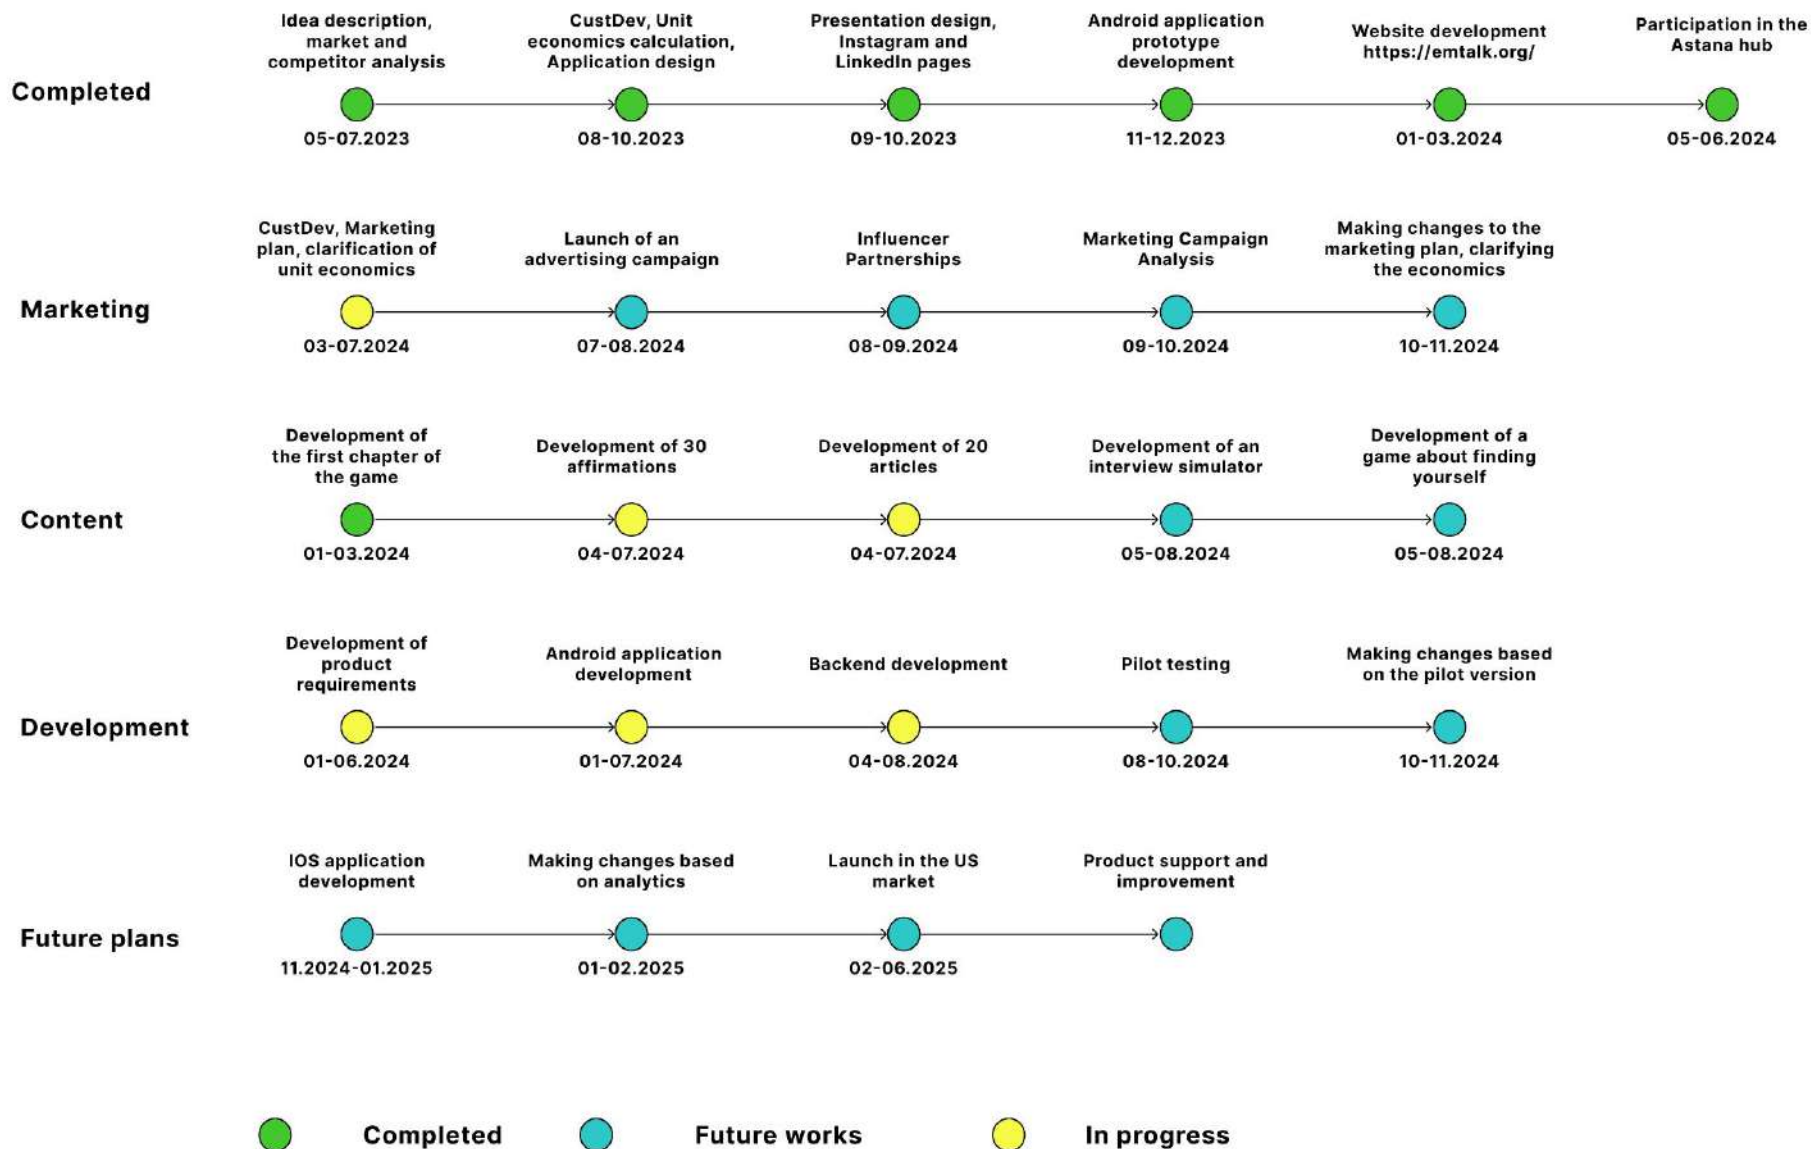 Idea description,
market and
competitor analysis
CustDev, Unit
economics calculation,
Application design
Presentation design,
Instagram and
LinkedIn pages
Android application
prototype
development
Website development
https://emtalk.org/
Participation in the
Astana hub
Completed
05-07.2023
08-10.2023
09-10.2023
11-12.2023
01-03.2024
05-06.2024
CustDev, Marketing
plan, clarification of
unit economics
Launch of an
advertising campaign
Influencer
Partnerships
Marketing Campaign
Analysis
Making changes to the
marketing plan, clarifying
the economics
Marketing
03-07.2024
07-08.2024
08-09.2024
09-10.2024
10-11.2024
Development of
the first chapter of
the game
Development of 30
affirmations
Development of 20
articles
Development of an
interview simulator
Development of a
game about finding
yourself
Content
01-03.2024
04-07.2024
04-07.2024
05-08.2024
05-08.2024
Development of
product
requirements
Android application
development
Backend development
Pilot testing
Making changes based
on the pilot version
Development
01-06.2024
01-07.2024
04-08.2024
08-10.2024
10-11.2024
IOS application
development
Making changes based
on analytics
Launch in the US
market
Product support and
improvement
Future plans
11.2024-01.2025
01-02.2025
02-06.2025
Completed
Future works
In progress